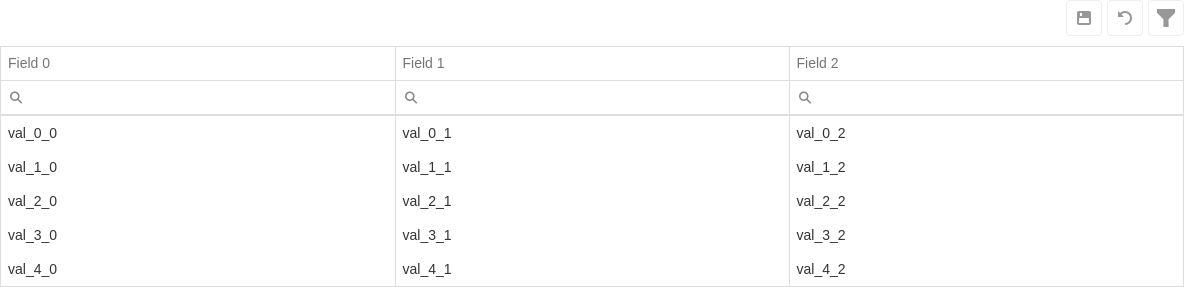 Field 0 Field 1 Field 2
val_0_0 val_0_1 val_0_2
val_1_0 val_1_1 val_1_2
val_2_0 val_2_1 val_2_2
val_3_0 val_3_1 val_3_2
val_4_0 val_4_1 val_4_2